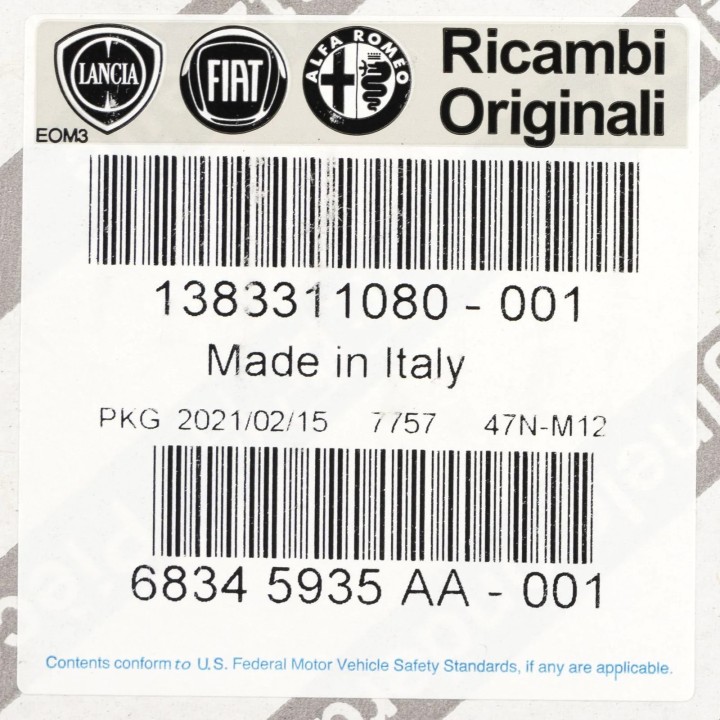 LANCIA FIAT ALFA ROMEO
Ricambi
Originali
EOM3
1383311080 - 001
Made in Italy
PKG 2021/02/15 7757 47N-M12
6834 5935 AA - 001
Contents conform to U.S. Federal Motor Vehicle Safety Standards, if any are applicable.